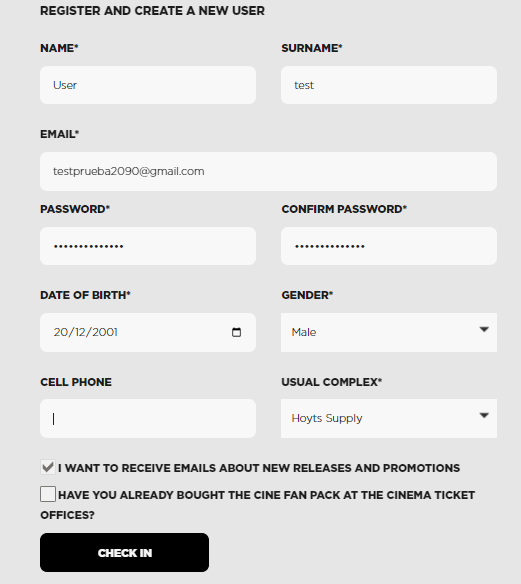 REGISTER AND CREATE A NEW USER
NAME* SURNAME*
User test
EMAIL*
testprueba2090@gmail.com
PASSWORD* CONFIRM PASSWORD*
•••••••••••••• ••••••••••••••
DATE OF BIRTH* GENDER*
20/12/2001 Male
CELL PHONE USUAL COMPLEX*
Hoyts Supply
I WANT TO RECEIVE EMAILS ABOUT NEW RELEASES AND PROMOTIONS
HAVE YOU ALREADY BOUGHT THE CINE FAN PACK AT THE CINEMA TICKET
OFFICES?
CHECK IN